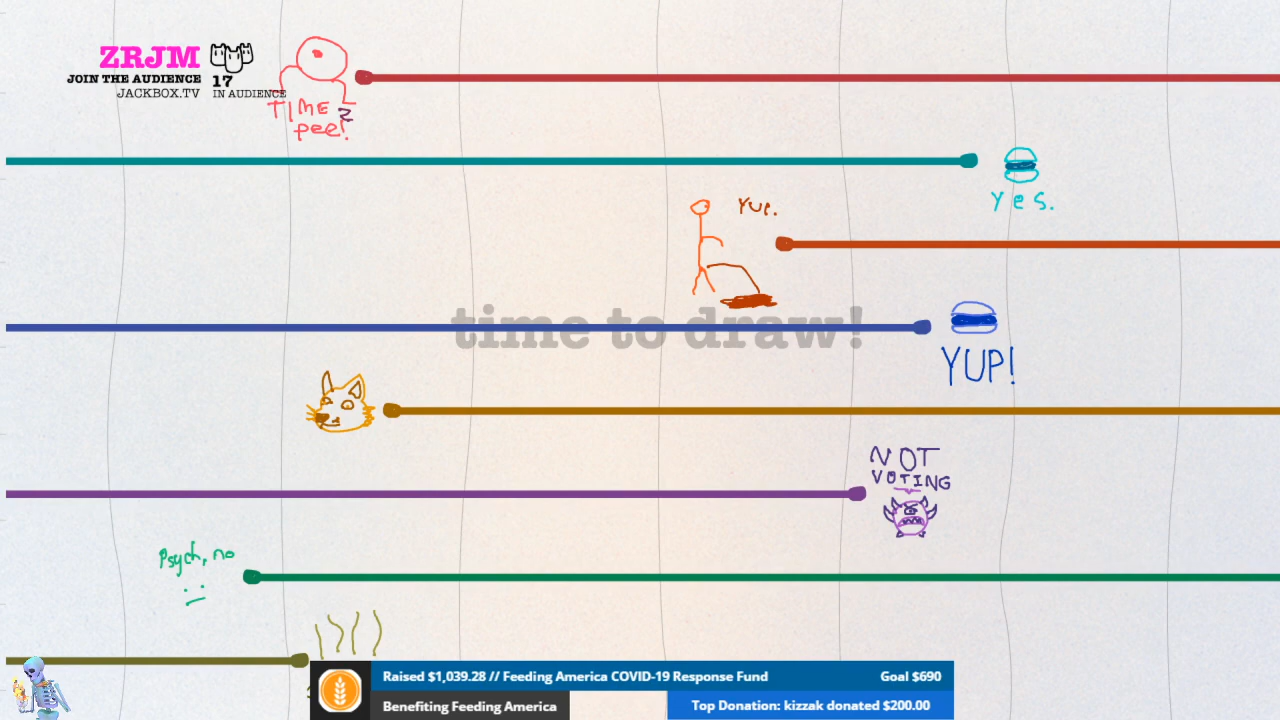 ZRJM
JOIN THE AUDIENCE
JACKBOX.TV
17
IN AUDIENCE
TIME 2
pee!
yes.
Yup.
time to draw!
YUP!
NOT
VOTING
Psych, no
Raised $1,039.28 // Feeding America COVID-19 Response Fund
Goal $690
Benefiting Feeding America
Top Donation: kizzak donated $200.00